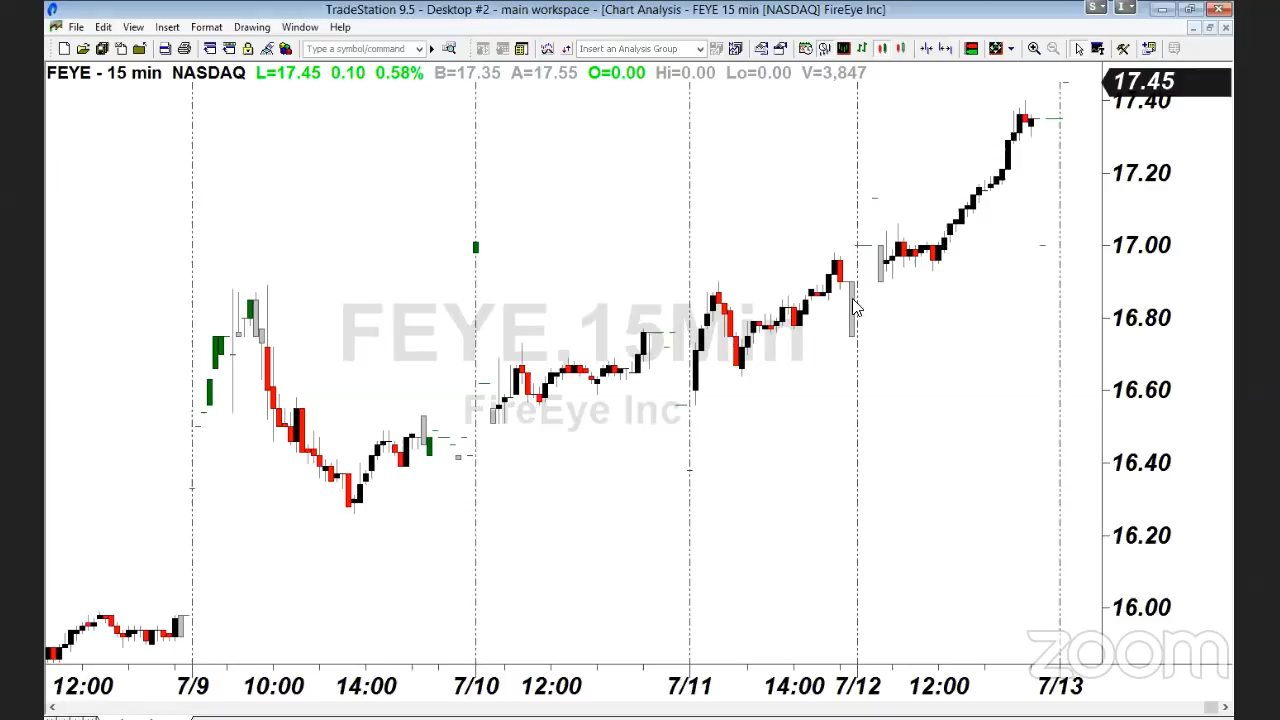 TradeStation 9.5 - Desktop #2 - main workspace - [Chart Analysis - FEYE 15 min [NASDAQ] FireEye Inc]
S I
File Edit View Insert Format Drawing Window Help
Type a symbol/command Insert an Analysis Group
FEYE - 15 min NASDAQ L=17.45 0.10 0.58% B=17.35 A=17.55 O=0.00 Hi=0.00 Lo=0.00 V=3,847
17.45
17.40
17.20
17.00
16.80
16.60
16.40
16.20
16.00
FEYE,15Min
FireEye Inc
zoom
12:00 7/9 10:00 14:00 7/10 12:00 7/11 14:00 7/12 12:00 7/13